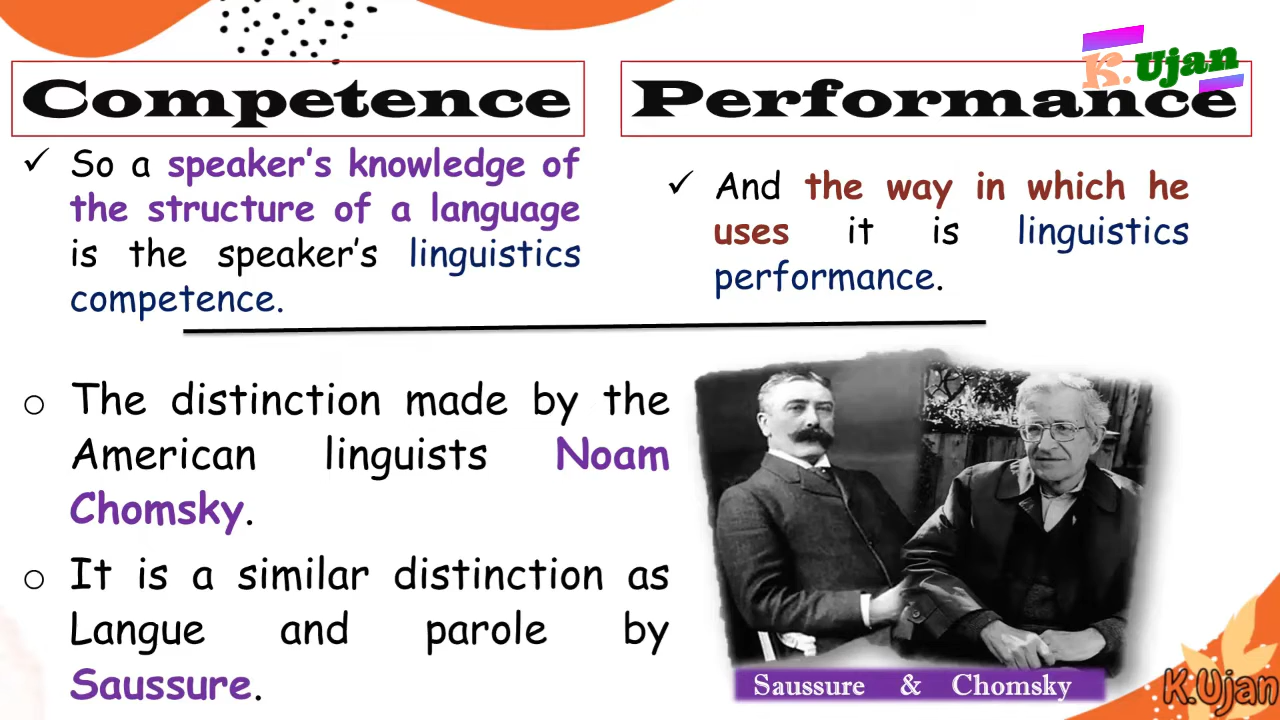 Competence
✓ So a speaker's knowledge of
the structure of a language
is the speaker's linguistics
competence.
Performance
K.Ujan
✓ And the way in which he
uses it is linguistics
performance.
o The distinction made by the
American linguists Noam
Chomsky.
o It is a similar distinction as
Langue and parole by
Saussure.
Saussure & Chomsky
K.Ujan